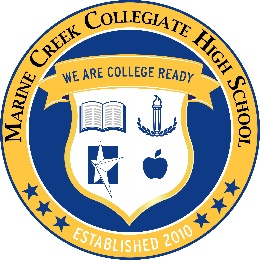 MARINE CREEK COLLEGIATE HIGH SCHOOL
WE ARE COLLEGE READY
ESTABLISHED 2010